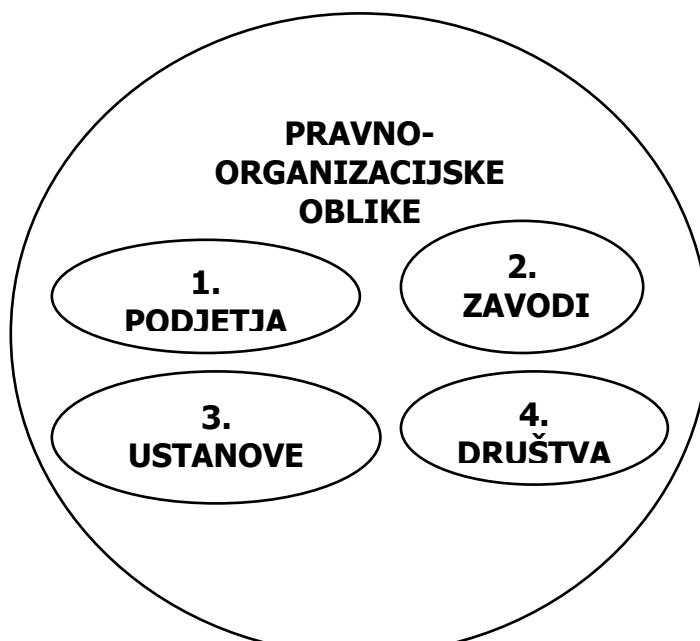 PRAVNO-
ORGANIZACIJSKE
OBLIKE
1.
PODJETJA
2.
ZAVODI
3.
USTANOVE
4.
DRUŠTVA